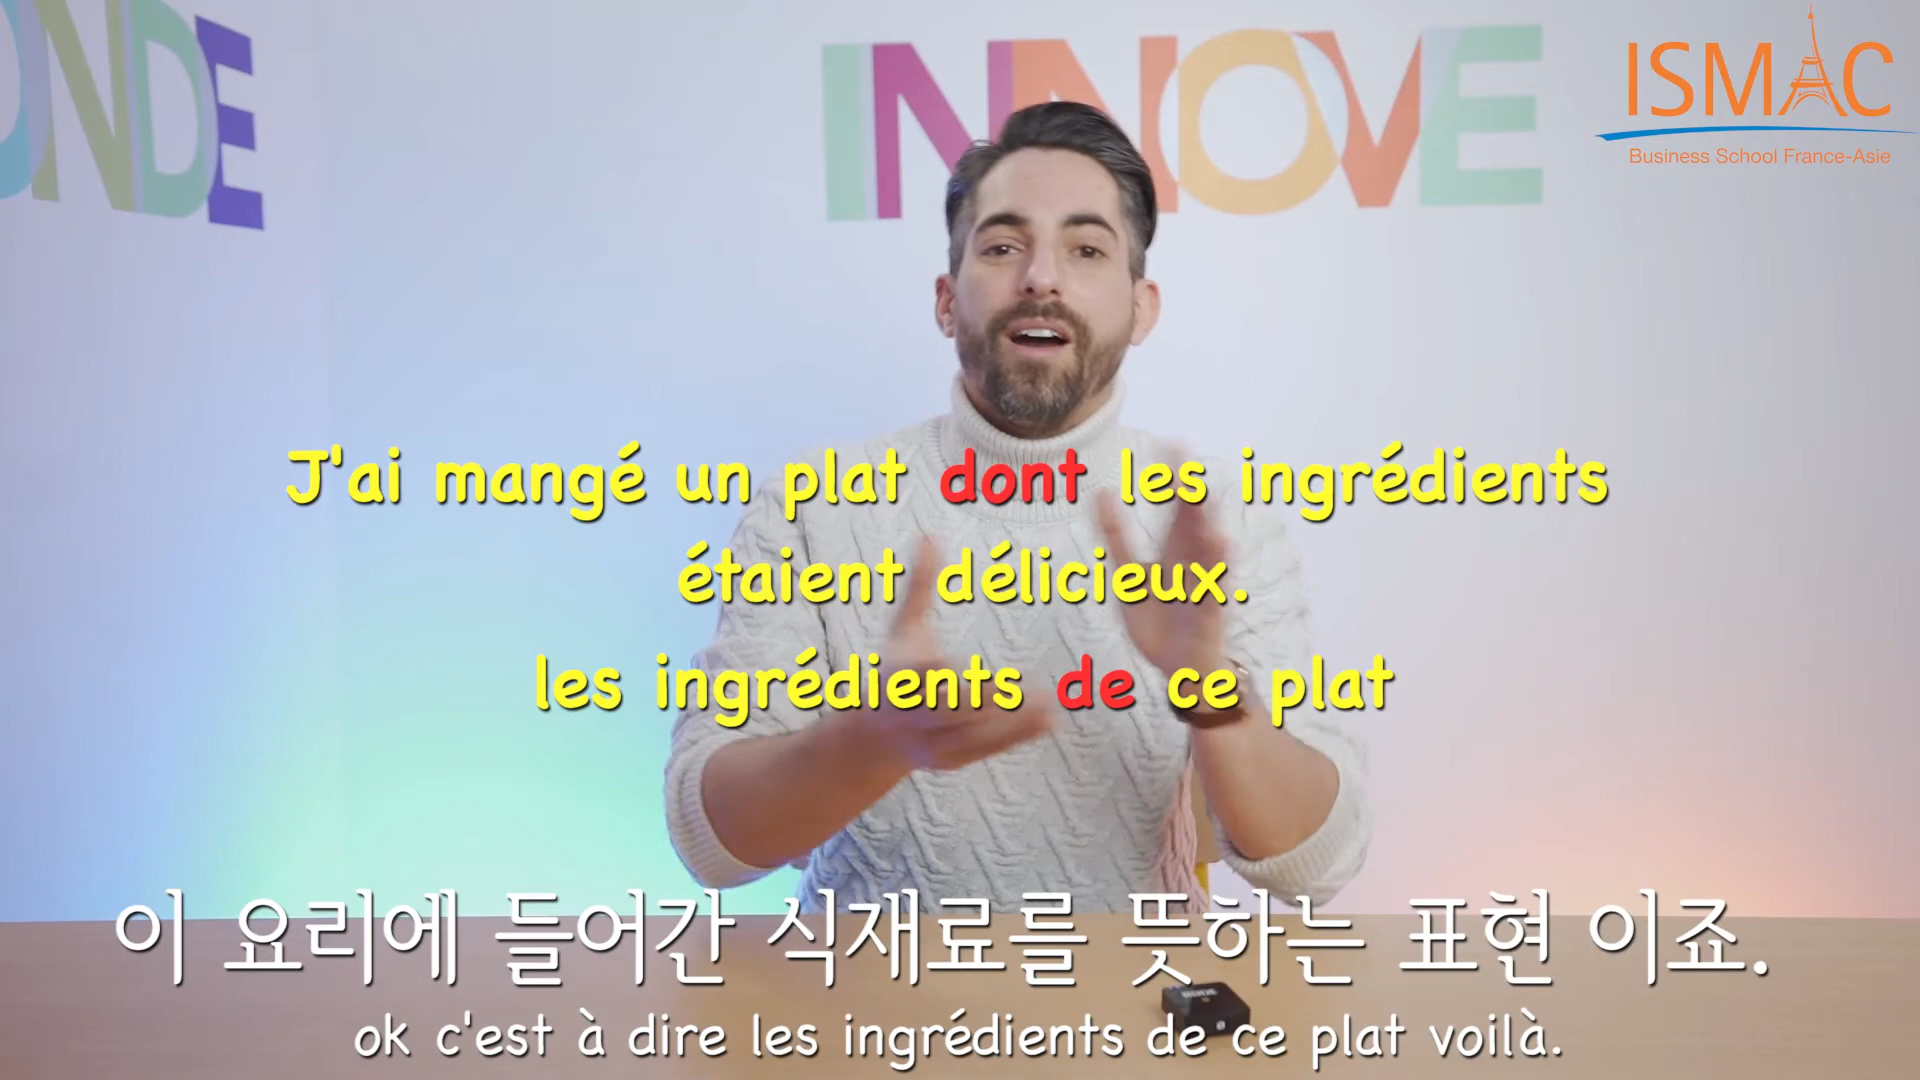 ONDE
INNOVE
ISMAC
Business School France-Asie
J'ai mangé un plat dont les ingrédients
étaient délicieux.
les ingrédients de ce plat
이 요리에 들어간 식재료를 뜻하는 표현 이죠.
RODE
ok c'est à dire les ingrédients de ce plat voilà.